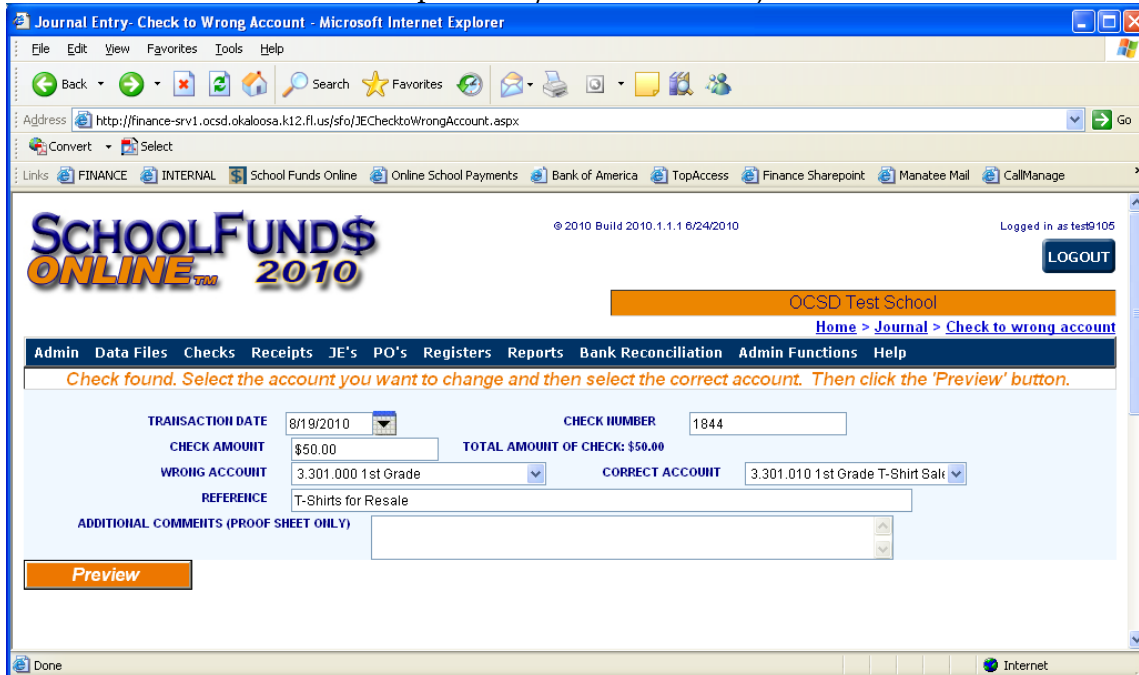 Journal Entry- Check to Wrong Account - Microsoft Internet Explorer
File Edit View Favorites Tools Help
Back Search Favorites
Address http://finance-srv1.ocsd.okaloosa.k12.fl.us/sfo/JEChecktoWrongAccount.aspx Go
Convert Select
Links FINANCE INTERNAL School Funds Online Online School Payments Bank of America TopAccess Finance Sharepoint Manatee Mail CallManage
SCHOOLFUND$
ONLINE TM 2010
© 2010 Build 2010.1.1.1 6/24/2010
Logged in as test9105
LOGOUT
OCSD Test School
Home > Journal > Check to wrong account
Admin Data Files Checks Receipts JE's PO's Registers Reports Bank Reconciliation Admin Functions Help
Check found. Select the account you want to change and then select the correct account. Then click the 'Preview' button.
TRANSACTION DATE 8/19/2010 CHECK NUMBER 1844
CHECK AMOUNT $50.00 TOTAL AMOUNT OF CHECK: $50.00
WRONG ACCOUNT 3.301.000 1st Grade CORRECT ACCOUNT 3.301.010 1st Grade T-Shirt Sale
REFERENCE T-Shirts for Resale
ADDITIONAL COMMENTS (PROOF SHEET ONLY)
Preview
Done Internet